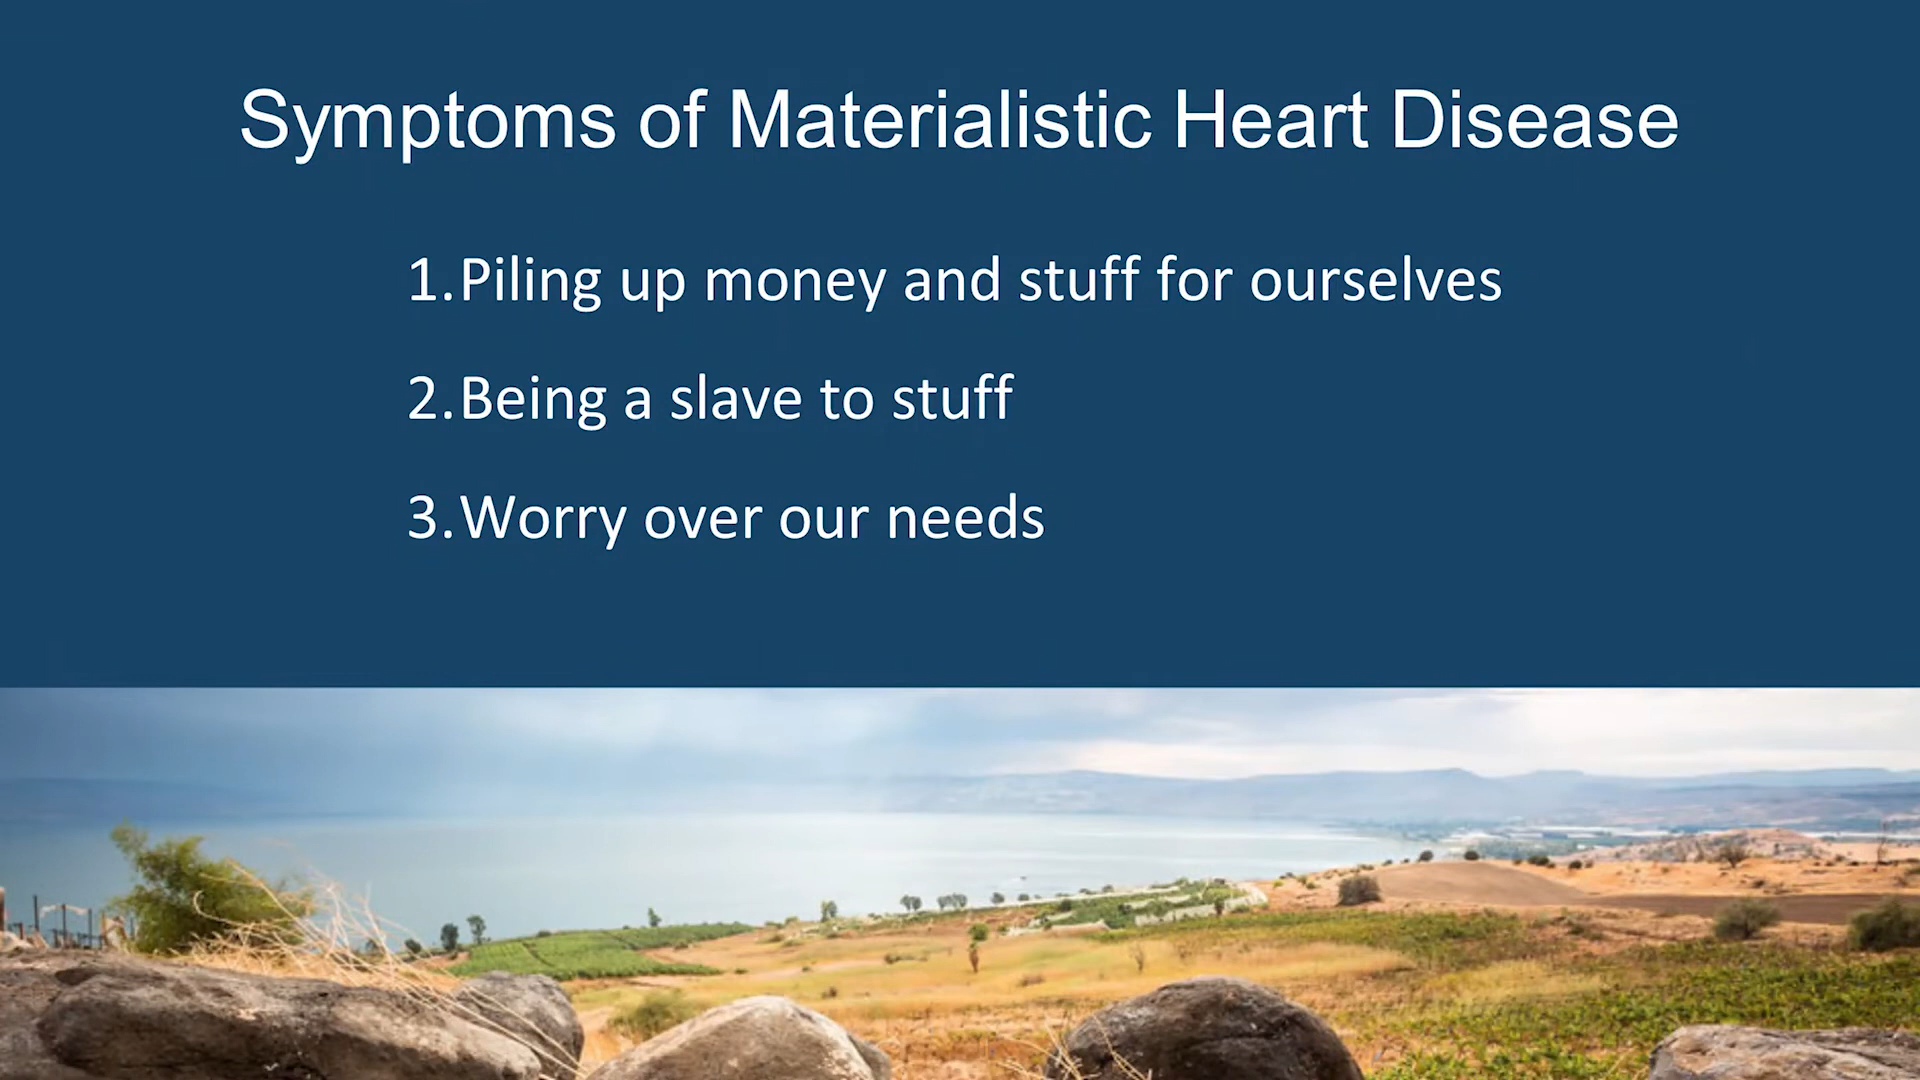 Symptoms of Materialistic Heart Disease
1.Piling up money and stuff for ourselves
2.Being a slave to stuff
3.Worry over our needs